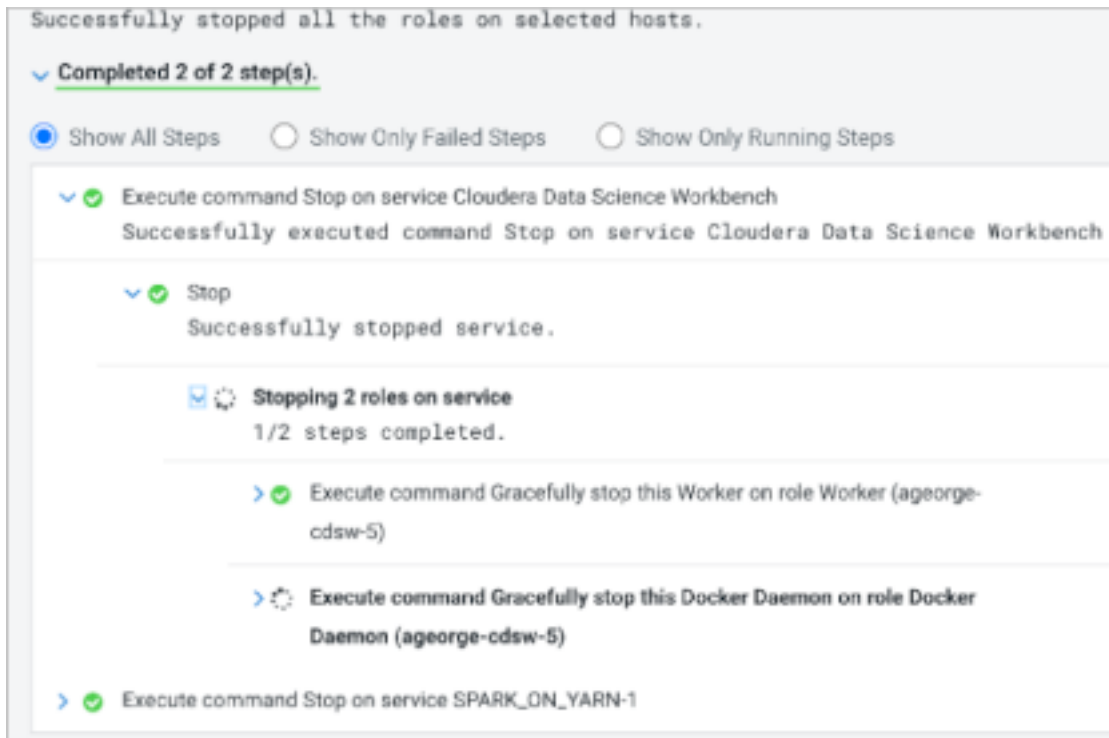 Successfully stopped all the roles on selected hosts.
Completed 2 of 2 step(s).
Show All Steps Show Only Failed Steps Show Only Running Steps
Execute command Stop on service Cloudera Data Science Workbench
Successfully executed command Stop on service Cloudera Data Science Workbench
Stop
Successfully stopped service.
Stopping 2 roles on service
1/2 steps completed.
Execute command Gracefully stop this Worker on role Worker (ageorge-
cdsw-5)
Execute command Gracefully stop this Docker Daemon on role Docker
Daemon (ageorge-cdsw-5)
Execute command Stop on service SPARK_ON_YARN-1